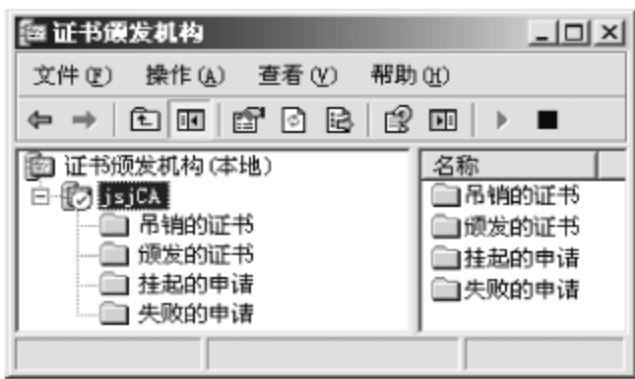 证书颁发机构
文件(F) 操作(A) 查看(V) 帮助(H)
证书颁发机构(本地)
jsjCA
吊销的证书
颁发的证书
挂起的申请
失败的申请
名称
吊销的证书
颁发的证书
挂起的申请
失败的申请